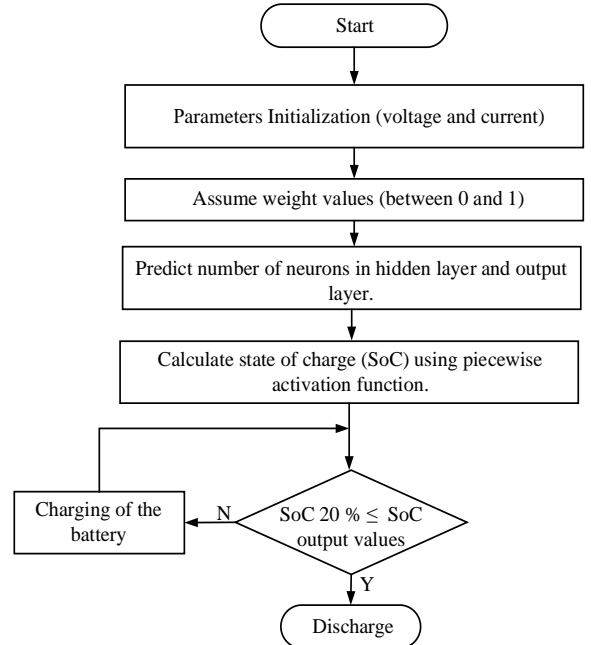 Start
Parameters Initialization (voltage and current)
Assume weight values (between 0 and 1)
Predict number of neurons in hidden layer and output
layer.
Calculate state of charge (SoC) using piecewise
activation function.
Charging of the
battery
N
SoC 20 % ≤ SoC
output values
Y
Discharge